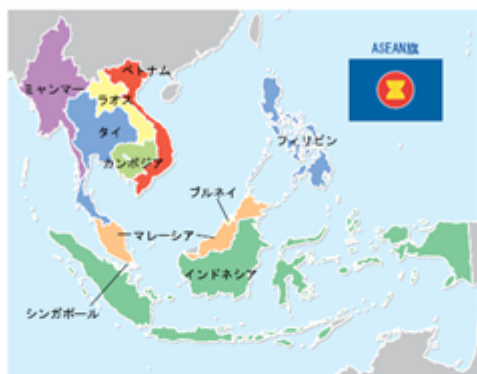 ASEAN旗
ベトナム
ミャンマー
ラオス
タイ
フィリピン
カンボジア
ブルネイ
マレーシア
インドネシア
シンガポール